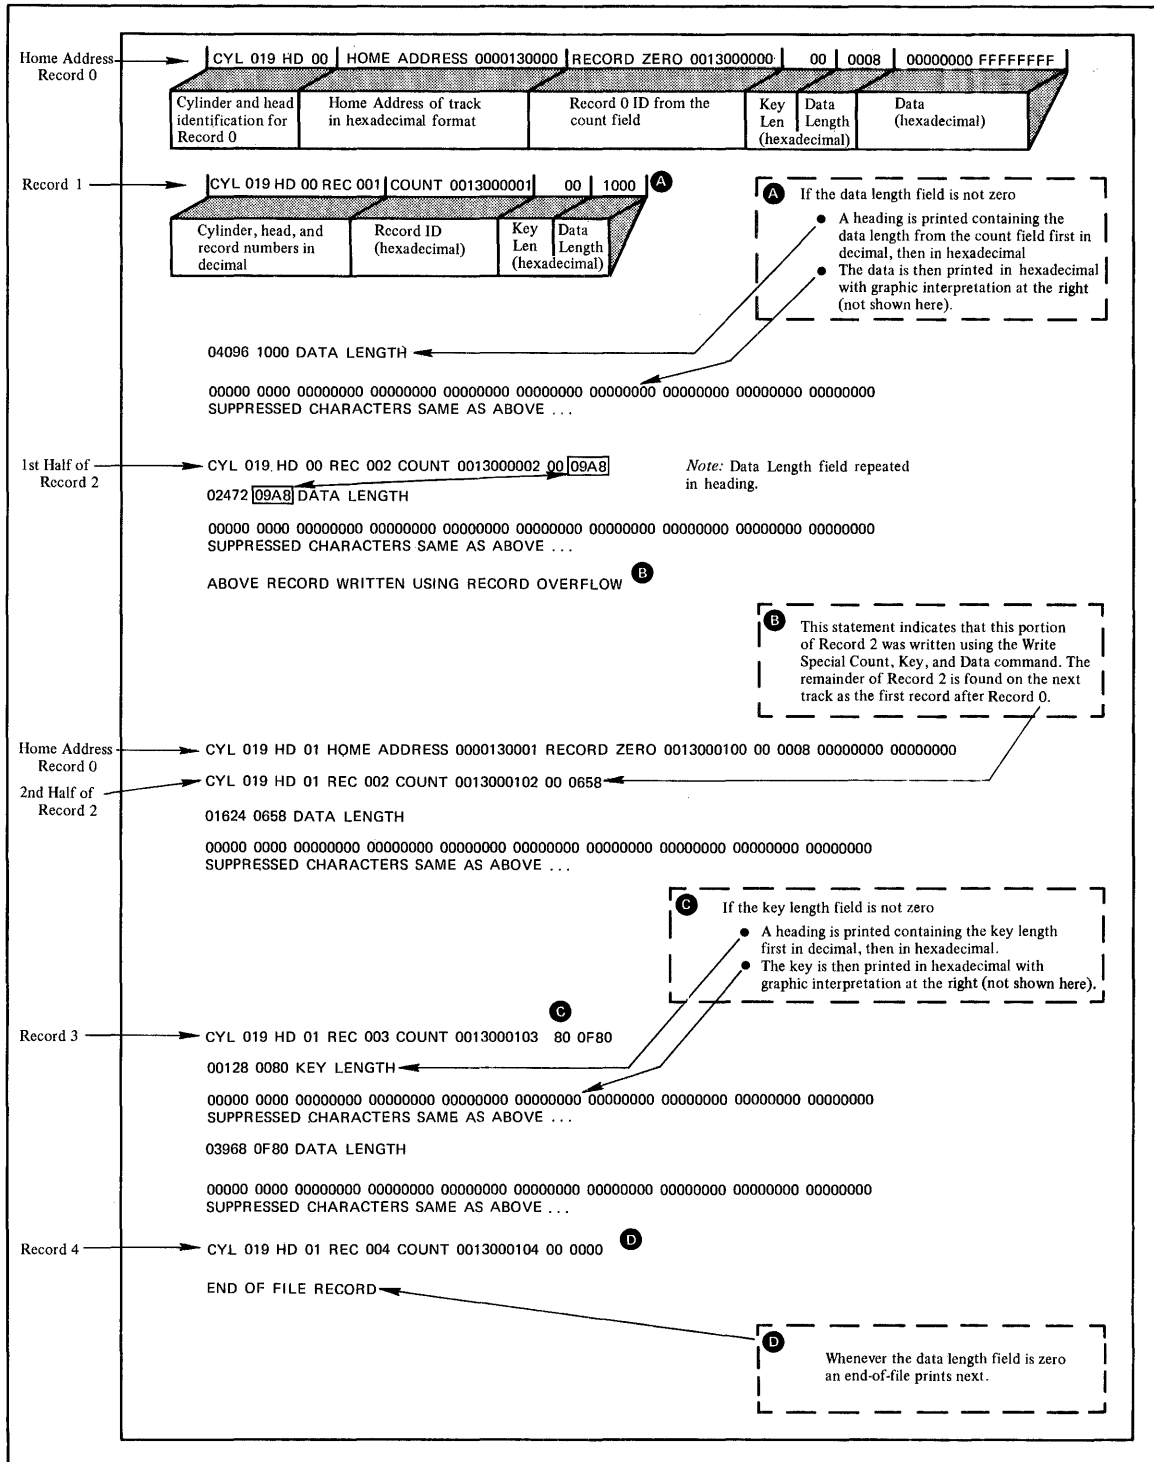 Home Address
Record 0
CYL 019 HD 00 HOME ADDRESS 0000130000 RECORD ZERO 0013000000 00 0008 00000000 FFFFFFFF
Cylinder and head
identification for
Record 0
Home Address of track
in hexadecimal format
Record 0 ID from the
count field
Key
Len
Data
Length
(hexadecimal)
Data
(hexadecimal)
Record 1
CYL 019 HD 00 REC 001 COUNT 0013000001 00 1000 A
Cylinder, head, and
record numbers in
decimal
Record ID
(hexadecimal)
Key
Len
Data
Length
(hexadecimal)
A If the data length field is not zero
• A heading is printed containing the
data length from the count field first in
decimal, then in hexadecimal
• The data is then printed in hexadecimal
with graphic interpretation at the right
(not shown here).
04096 1000 DATA LENGTH
00000 0000 00000000 00000000 00000000 00000000 00000000 00000000 00000000 00000000
SUPPRESSED CHARACTERS SAME AS ABOVE ...
1st Half of
Record 2
CYL 019 HD 00 REC 002 COUNT 0013000002 00 09A8
Note: Data Length field repeated
in heading.
02472 09A8 DATA LENGTH
00000 0000 00000000 00000000 00000000 00000000 00000000 00000000 00000000 00000000
SUPPRESSED CHARACTERS SAME AS ABOVE ...
ABOVE RECORD WRITTEN USING RECORD OVERFLOW B
B This statement indicates that this portion
of Record 2 was written using the Write
Special Count, Key, and Data command. The
remainder of Record 2 is found on the next
track as the first record after Record 0.
Home Address
Record 0
CYL 019 HD 01 HOME ADDRESS 0000130001 RECORD ZERO 0013000100 00 0008 00000000 00000000
2nd Half of
Record 2
CYL 019 HD 01 REC 002 COUNT 0013000102 00 0658
01624 0658 DATA LENGTH
00000 0000 00000000 00000000 00000000 00000000 00000000 00000000 00000000 00000000
SUPPRESSED CHARACTERS SAME AS ABOVE ...
C If the key length field is not zero
• A heading is printed containing the key length
first in decimal, then in hexadecimal.
• The key is then printed in hexadecimal with
graphic interpretation at the right (not shown here).
C
Record 3
CYL 019 HD 01 REC 003 COUNT 0013000103 80 0F80
00128 0080 KEY LENGTH
00000 0000 00000000 00000000 00000000 00000000 00000000 00000000 00000000 00000000
SUPPRESSED CHARACTERS SAME AS ABOVE ...
03968 0F80 DATA LENGTH
00000 0000 00000000 00000000 00000000 00000000 00000000 00000000 00000000 00000000
SUPPRESSED CHARACTERS SAME AS ABOVE ...
Record 4
CYL 019 HD 01 REC 004 COUNT 0013000104 00 0000 D
END OF FILE RECORD
D
Whenever the data length field is zero
an end-of-file prints next.